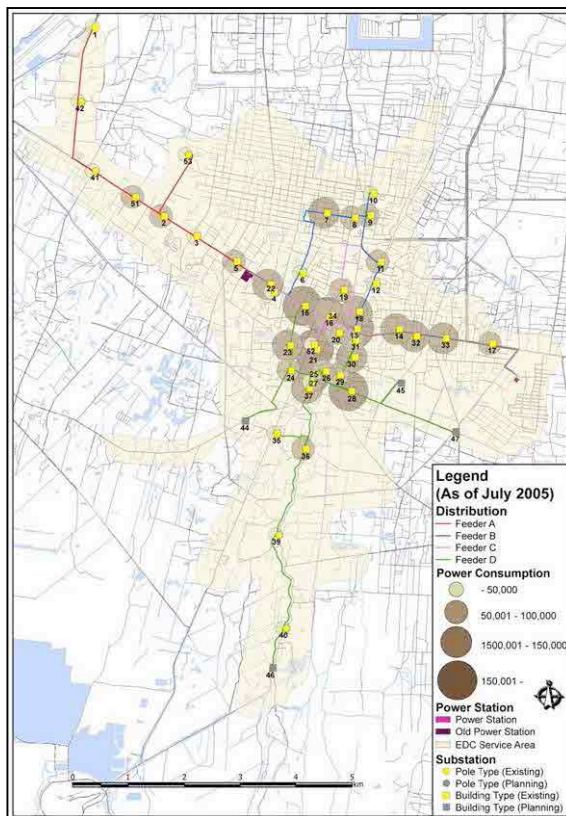 1
42
41
53
51
2
3
5
22
4
6
7
8
9
10
11
12
15
19
18
34
16
13
20
31
14
32
33
17
23
52
21
30
24
25
26
27
29
37
28
45
44
35
36
47
39
40
46
Legend
(As of July 2005)
Distribution
Feeder A
Feeder B
Feeder C
Feeder D
Power Consumption
- 50,000
50,001 - 100,000
1500,001 - 150,000
150,001 -
Power Station
Power Station
Old Power Station
EDC Service Area
Substation
Pole Type (Existing)
Pole Type (Planning)
Building Type (Existing)
Building Type (Planning)
0 1 2 3 4 5
km